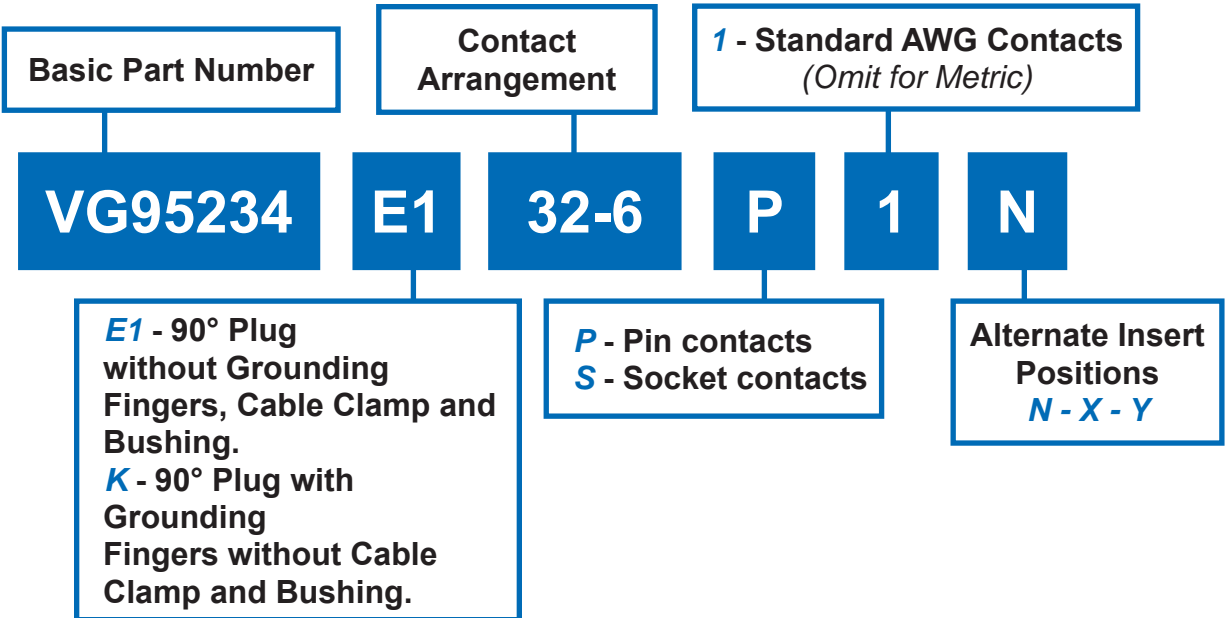 Basic Part Number
Contact
Arrangement
1 - Standard AWG Contacts
(Omit for Metric)
VG95234 E1 32-6 P 1 N
E1 - 90° Plug
without Grounding
Fingers, Cable Clamp and
Bushing.
K - 90° Plug with
Grounding
Fingers without Cable
Clamp and Bushing.
P - Pin contacts
S - Socket contacts
Alternate Insert
Positions
N - X - Y